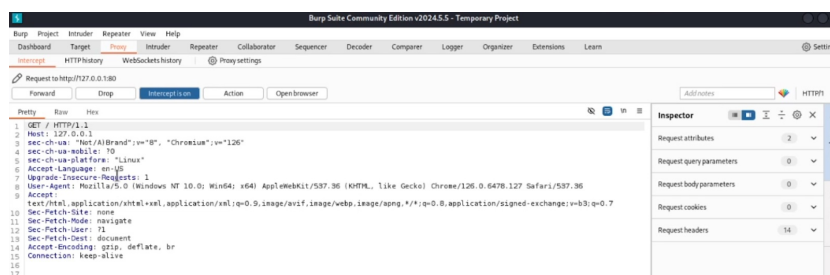 Burp Suite Community Edition v2024.5.5 - Temporary Project
Burp Project Intruder Repeater View Help
Dashboard Target Proxy Intruder Repeater Collaborator Sequencer Decoder Comparer Logger Organizer Extensions Learn
Intercept HTTP history WebSockets history Proxy settings
Request to http://127.0.0.1:80
Forward Drop Intercept is on Action Open browser Add notes HTTP/1
Pretty Raw Hex
Inspector
1 GET / HTTP/1.1
2 Host: 127.0.0.1
3 sec-ch-ua: "Not/A)Brand";v="8", "Chromium";v="126"
4 sec-ch-ua-mobile: ?0
5 sec-ch-ua-platform: "Linux"
6 Accept-Language: en-US
7 Upgrade-Insecure-Requests: 1
8 User-Agent: Mozilla/5.0 (Windows NT 10.0; Win64; x64) AppleWebKit/537.36 (KHTML, like Gecko) Chrome/126.0.6478.127 Safari/537.36
9 Accept:
text/html,application/xhtml+xml,application/xml;q=0.9,image/avif,image/webp,image/apng,*/*;q=0.8,application/signed-exchange;v=b3;q=0.7
10 Sec-Fetch-Site: none
11 Sec-Fetch-Mode: navigate
12 Sec-Fetch-User: ?1
13 Sec-Fetch-Dest: document
14 Accept-Encoding: gzip, deflate, br
15 Connection: keep-alive
16
17
Request attributes 2
Request query parameters 0
Request body parameters 0
Request cookies 0
Request headers 14